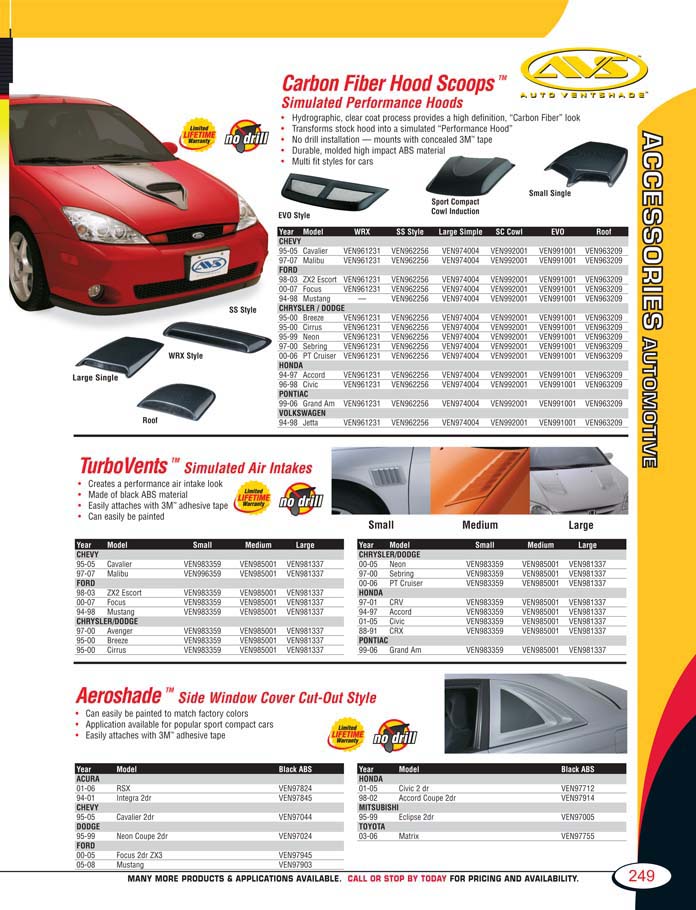 AVS
AUTO VENTSHADE™
Carbon Fiber Hood Scoops™
Simulated Performance Hoods
• Hydrographic, clear coat process provides a high definition, “Carbon Fiber” look
• Transforms stock hood into a simulated “Performance Hood”
• No drill installation — mounts with concealed 3M™ tape
• Durable, molded high impact ABS material
• Multi fit styles for cars
Limited
LIFETIME
Warranty
no drill
EVO Style
Sport Compact
Cowl Induction
Small Single
SS Style
WRX Style
Large Single
Roof
Year Model WRX SS Style Large Simple SC Cowl EVO Roof
CHEVY
95-05 Cavalier VEN961231 VEN962256 VEN974004 VEN992001 VEN991001 VEN963209
97-07 Malibu VEN961231 VEN962256 VEN974004 VEN992001 VEN991001 VEN963209
FORD
98-03 ZX2 Escort VEN961231 VEN962256 VEN974004 VEN992001 VEN991001 VEN963209
00-07 Focus VEN961231 VEN962256 VEN974004 VEN992001 VEN991001 VEN963209
94-98 Mustang — VEN962256 VEN974004 VEN992001 VEN991001 VEN963209
CHRYSLER / DODGE
95-00 Breeze VEN961231 VEN962256 VEN974004 VEN992001 VEN991001 VEN963209
95-00 Cirrus VEN961231 VEN962256 VEN974004 VEN992001 VEN991001 VEN963209
95-99 Neon VEN961231 VEN962256 VEN974004 VEN992001 VEN991001 VEN963209
97-00 Sebring VEN961231 VEN962256 VEN974004 VEN992001 VEN991001 VEN963209
00-06 PT Cruiser VEN961231 VEN962256 VEN974004 VEN992001 VEN991001 VEN963209
HONDA
94-97 Accord VEN961231 VEN962256 VEN974004 VEN992001 VEN991001 VEN963209
96-98 Civic VEN961231 VEN962256 VEN974004 VEN992001 VEN991001 VEN963209
PONTIAC
99-06 Grand Am VEN961231 VEN962256 VEN974004 VEN992001 VEN991001 VEN963209
VOLKSWAGEN
94-98 Jetta VEN961231 VEN962256 VEN974004 VEN992001 VEN991001 VEN963209
ACCESSORIES AUTOMOTIVE
TurboVents™ Simulated Air Intakes
• Creates a performance air intake look
• Made of black ABS material
• Easily attaches with 3M™ adhesive tape
• Can easily be painted
Limited
LIFETIME
Warranty
no drill
Small Medium Large
Year Model Small Medium Large
CHEVY
95-05 Cavalier VEN983359 VEN985001 VEN981337
97-07 Malibu VEN996359 VEN985001 VEN981337
FORD
98-03 ZX2 Escort VEN983359 VEN985001 VEN981337
00-07 Focus VEN983359 VEN985001 VEN981337
94-98 Mustang VEN983359 VEN985001 VEN981337
CHRYSLER/DODGE
97-00 Avenger VEN983359 VEN985001 VEN981337
95-00 Breeze VEN983359 VEN985001 VEN981337
95-00 Cirrus VEN983359 VEN985001 VEN981337
Year Model Small Medium Large
CHRYSLER/DODGE
00-05 Neon VEN983359 VEN985001 VEN981337
97-00 Sebring VEN983359 VEN985001 VEN981337
00-06 PT Cruiser VEN983359 VEN985001 VEN981337
HONDA
97-01 CRV VEN983359 VEN985001 VEN981337
94-97 Accord VEN983359 VEN985001 VEN981337
01-05 Civic VEN983359 VEN985001 VEN981337
88-91 CRX VEN983359 VEN985001 VEN981337
PONTIAC
99-06 Grand Am VEN983359 VEN985001 VEN981337
Aeroshade™ Side Window Cover Cut-Out Style
• Can easily be painted to match factory colors
• Application available for popular sport compact cars
• Easily attaches with 3M™ adhesive tape
Limited
LIFETIME
Warranty
no drill
Year Model Black ABS
ACURA
01-06 RSX VEN97824
94-01 Integra 2dr VEN97845
CHEVY
95-05 Cavalier 2dr VEN97044
DODGE
95-99 Neon Coupe 2dr VEN97024
FORD
00-05 Focus 2dr ZX3 VEN97945
05-08 Mustang VEN97903
Year Model Black ABS
HONDA
01-05 Civic 2 dr VEN97712
98-02 Accord Coupe 2dr VEN97914
MITSUBISHI
95-99 Eclipse 2dr VEN97005
TOYOTA
03-06 Matrix VEN97755
MANY MORE PRODUCTS & APPLICATIONS AVAILABLE. CALL OR STOP BY TODAY FOR PRICING AND AVAILABILITY.
249